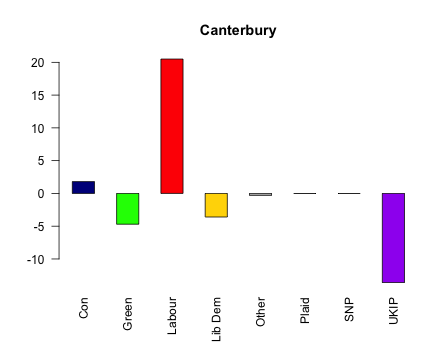 Canterbury
20
15
10
5
0
-5
-10
Con
Green
Labour
Lib Dem
Other
Plaid
SNP
UKIP